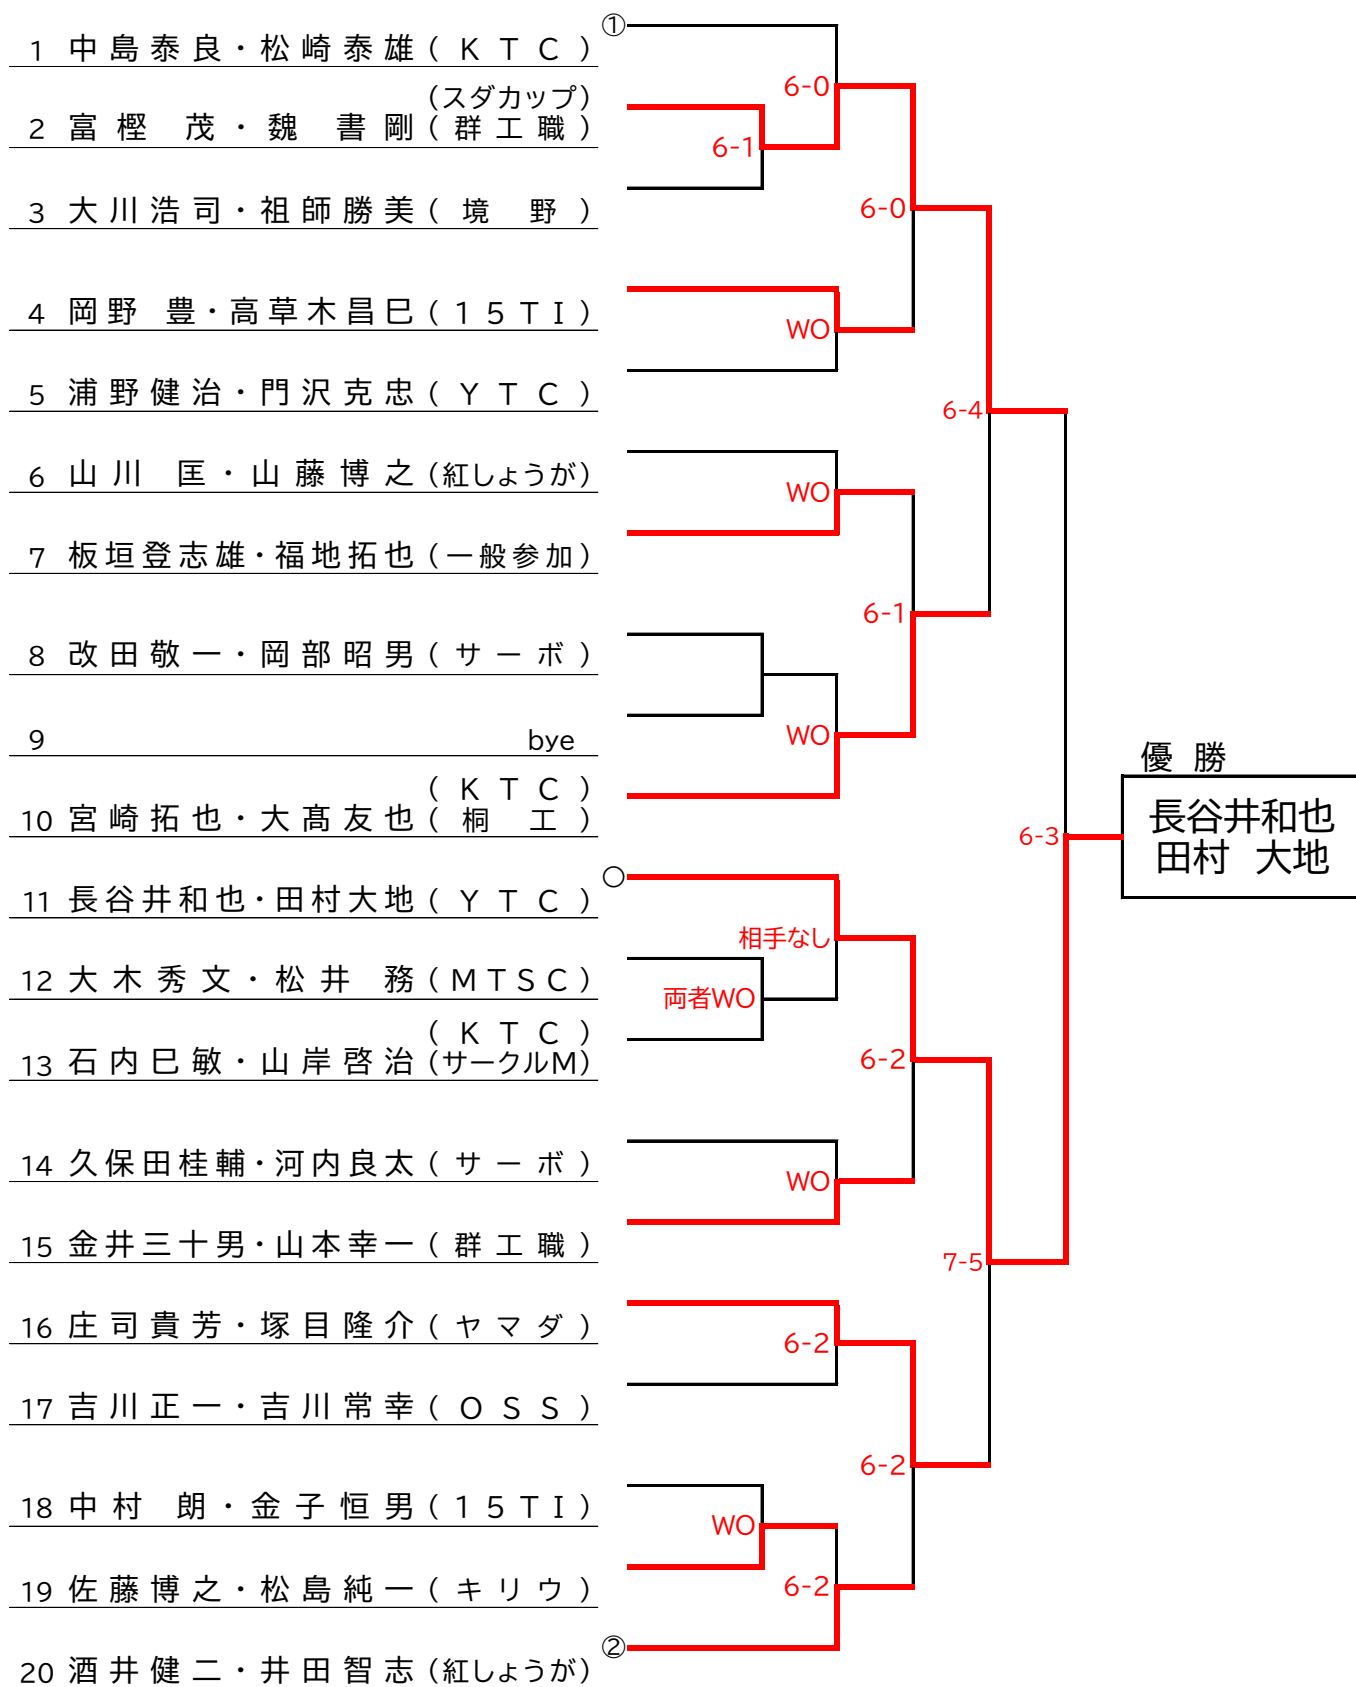 ①
1 中島泰良・松崎泰雄(KTC)
6-0
(スダカップ)
2 富樫 茂・魏 書剛(群工職)
6-1
3 大川浩司・祖師勝美(境野)
6-0
4 岡野 豊・高草木昌巳(15TI)
WO
5 浦野健治・門沢克忠(YTC)
6-4
6 山川 匡・山藤博之(紅しょうが)
WO
7 板垣登志雄・福地拓也(一般参加)
6-1
8 改田敬一・岡部昭男(サーボ)
9 bye
WO
優勝
(KTC)
10 宮崎拓也・大髙友也(桐工)
長谷井和也
田村 大地
6-3
○
11 長谷井和也・田村大地(YTC)
相手なし
12 大木秀文・松井 務(MTSC)
両者WO
(KTC)
13 石内巳敏・山岸啓治(サークルM)
6-2
14 久保田桂輔・河内良太(サーボ)
WO
15 金井三十男・山本幸一(群工職)
7-5
16 庄司貴芳・塚目隆介(ヤマダ)
6-2
17 吉川正一・吉川常幸(OSS)
6-2
18 中村 朗・金子恒男(15TI)
WO
19 佐藤博之・松島純一(キリウ)
6-2
②
20 酒井健二・井田智志(紅しょうが)